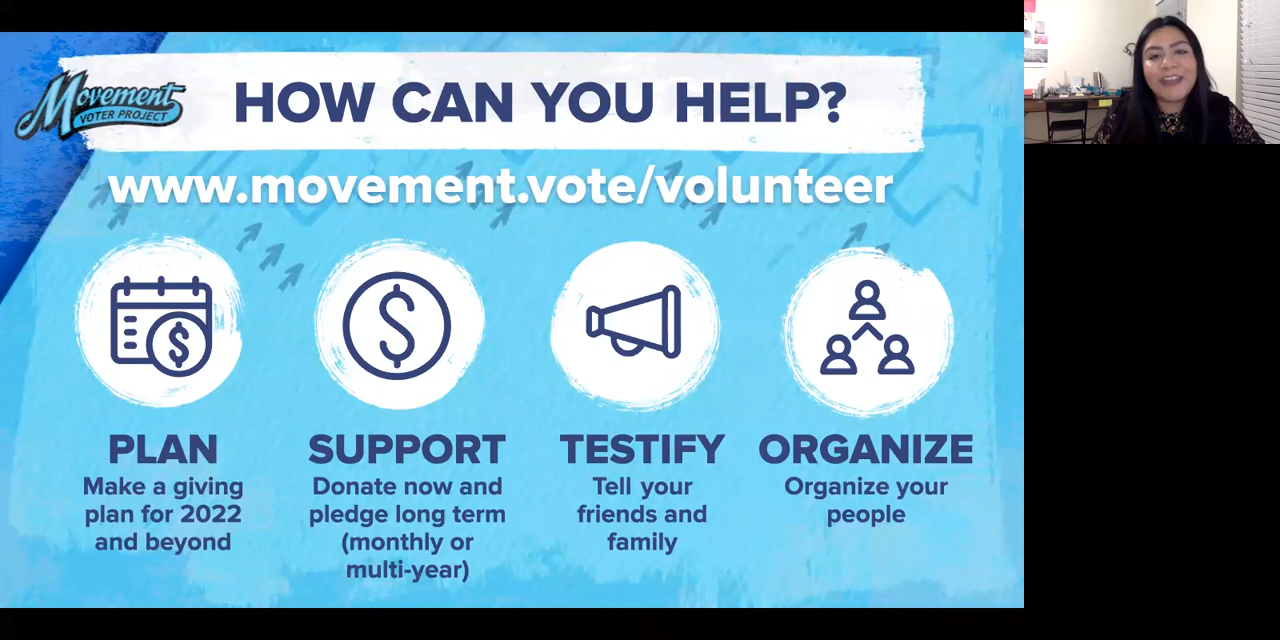 Movement
VOTER PROJECT
HOW CAN YOU HELP?
www.movement.vote/volunteer
PLAN
Make a giving
plan for 2022
and beyond
SUPPORT
Donate now and
pledge long term
(monthly or
multi-year)
TESTIFY
Tell your
friends and
family
ORGANIZE
Organize your
people